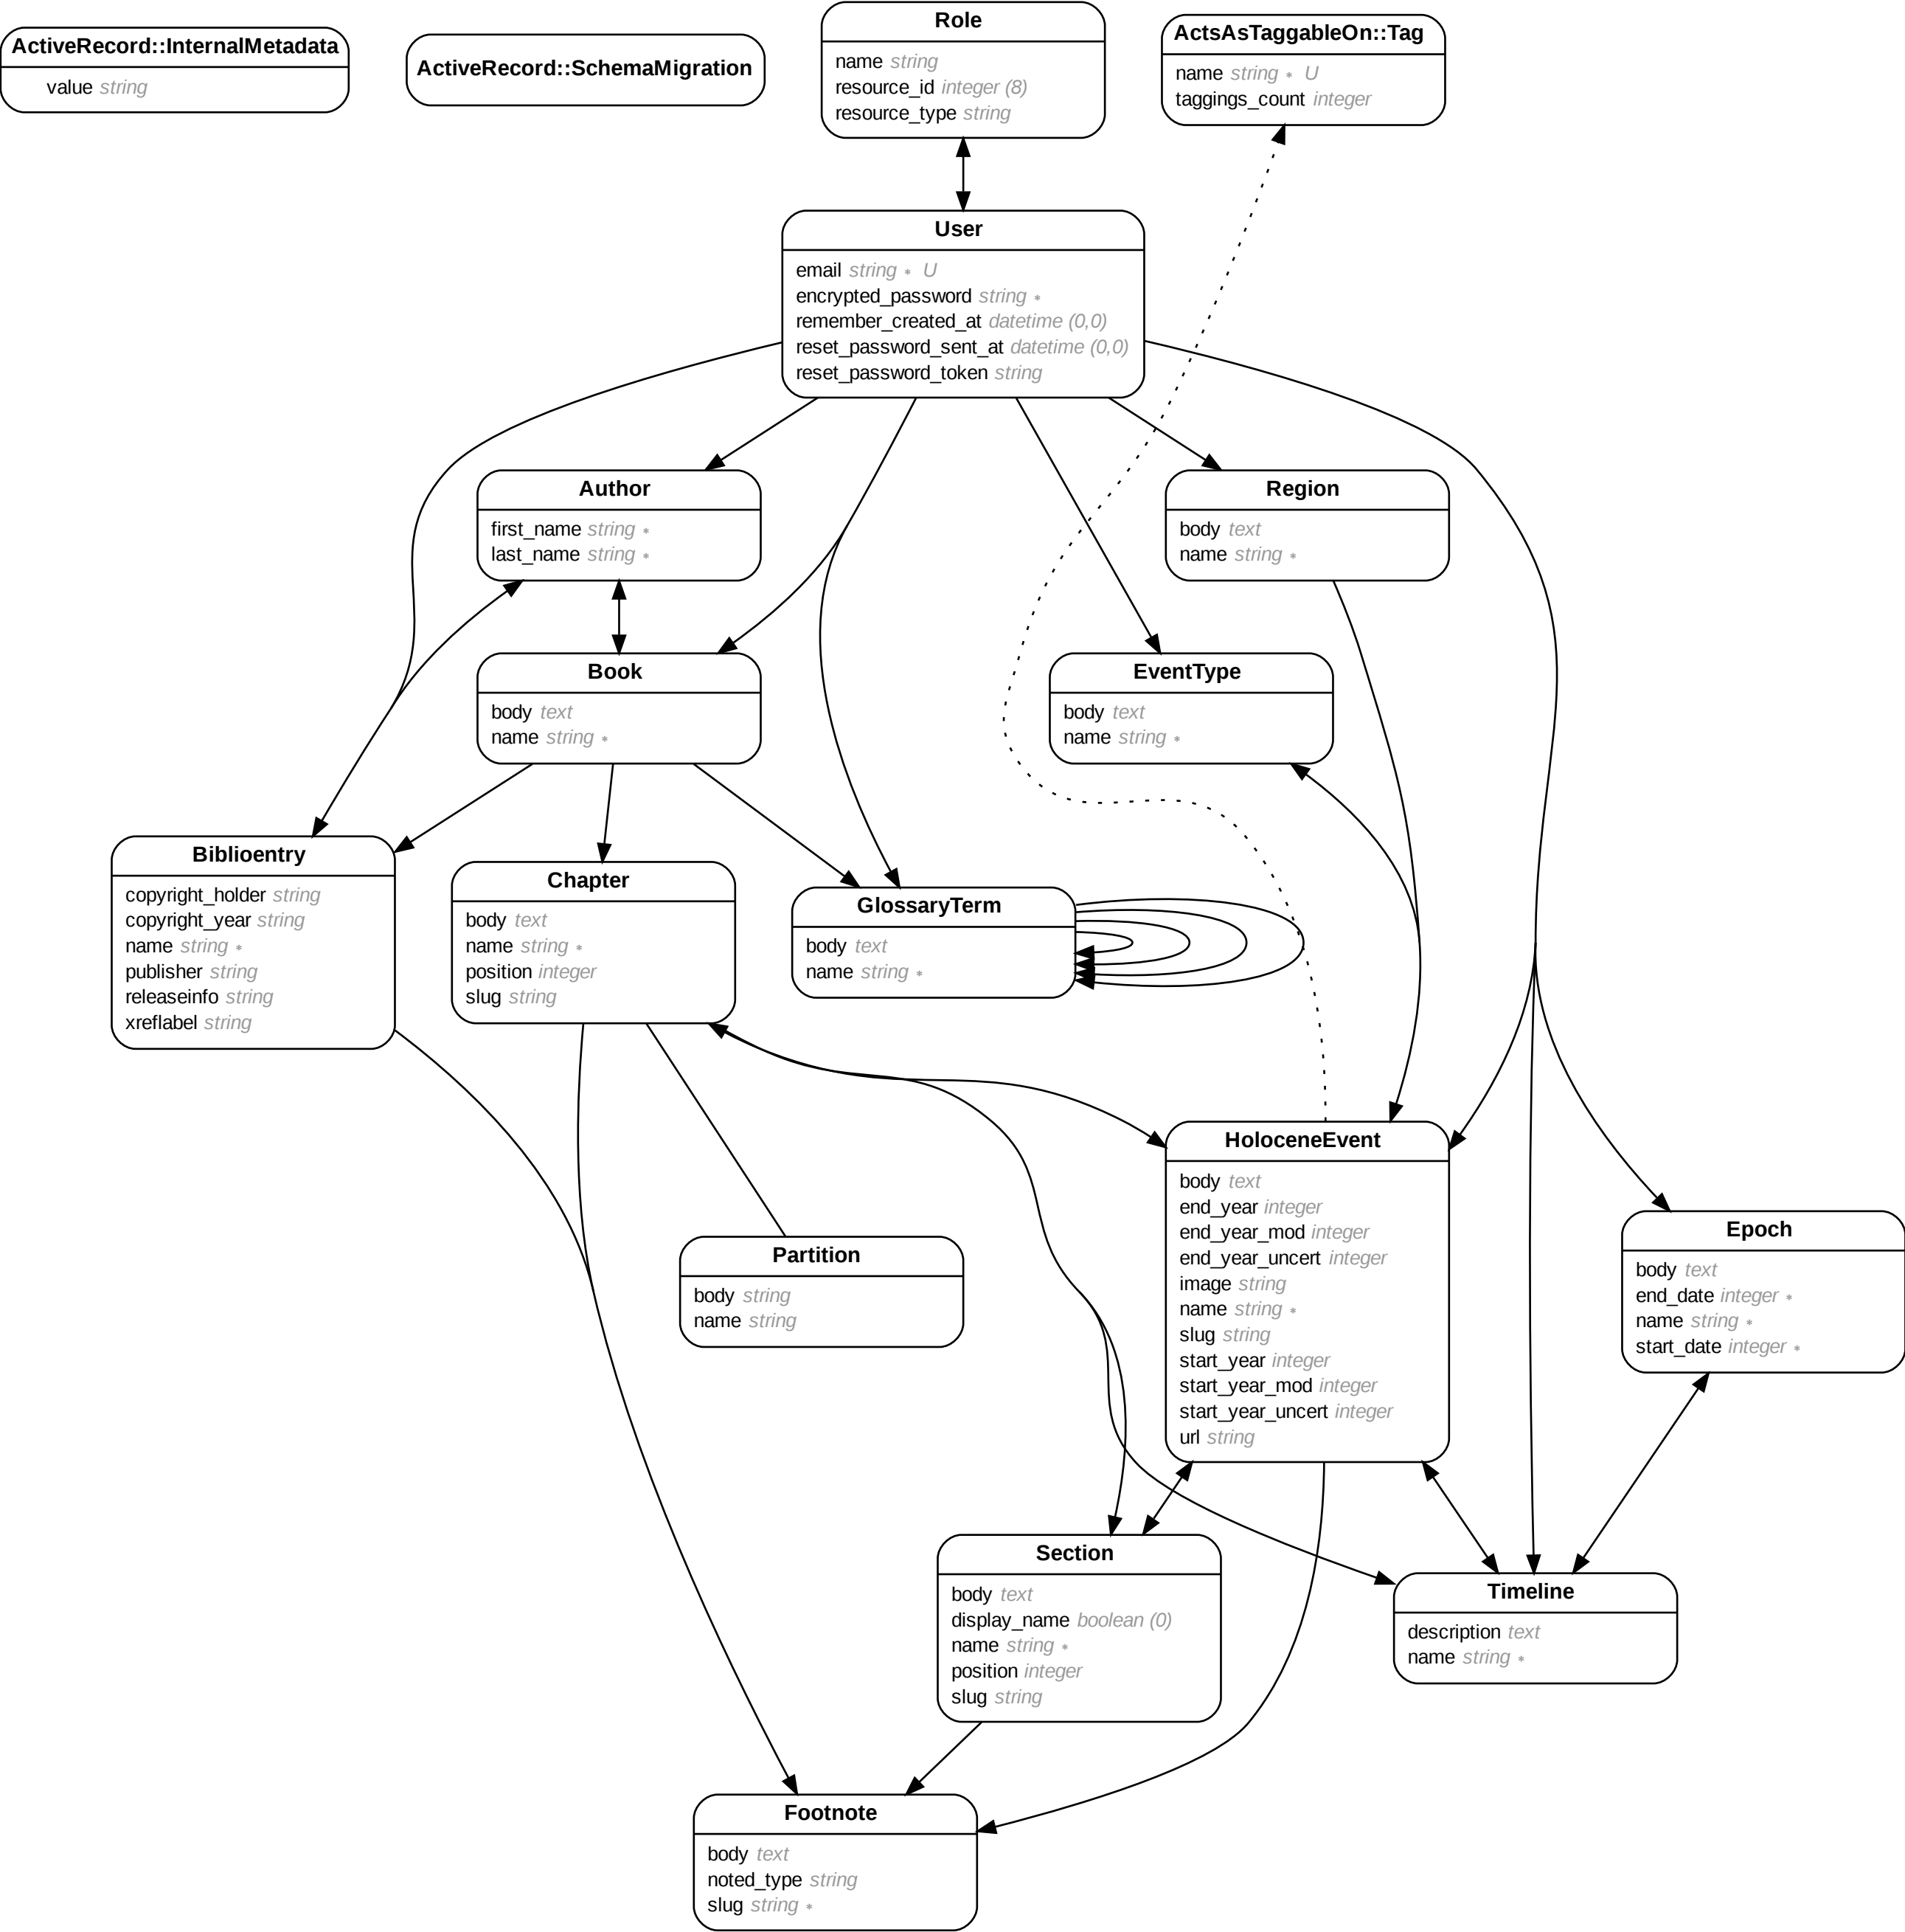 ActiveRecord::InternalMetadata
value string
ActiveRecord::SchemaMigration
Role
name string
resource_id integer (8)
resource_type string
ActsAsTaggableOn::Tag
name string ∗ U
taggings_count integer
User
email string ∗ U
encrypted_password string ∗
remember_created_at datetime (0,0)
reset_password_sent_at datetime (0,0)
reset_password_token string
Author
first_name string ∗
last_name string ∗
Region
body text
name string ∗
Book
body text
name string ∗
EventType
body text
name string ∗
Biblioentry
copyright_holder string
copyright_year string
name string ∗
publisher string
releaseinfo string
xreflabel string
Chapter
body text
name string ∗
position integer
slug string
GlossaryTerm
body text
name string ∗
HoloceneEvent
body text
end_year integer
end_year_mod integer
end_year_uncert integer
image string
name string ∗
slug string
start_year integer
start_year_mod integer
start_year_uncert integer
url string
Partition
body string
name string
Epoch
body text
end_date integer ∗
name string ∗
start_date integer ∗
Section
body text
display_name boolean (0)
name string ∗
position integer
slug string
Timeline
description text
name string ∗
Footnote
body text
noted_type string
slug string ∗